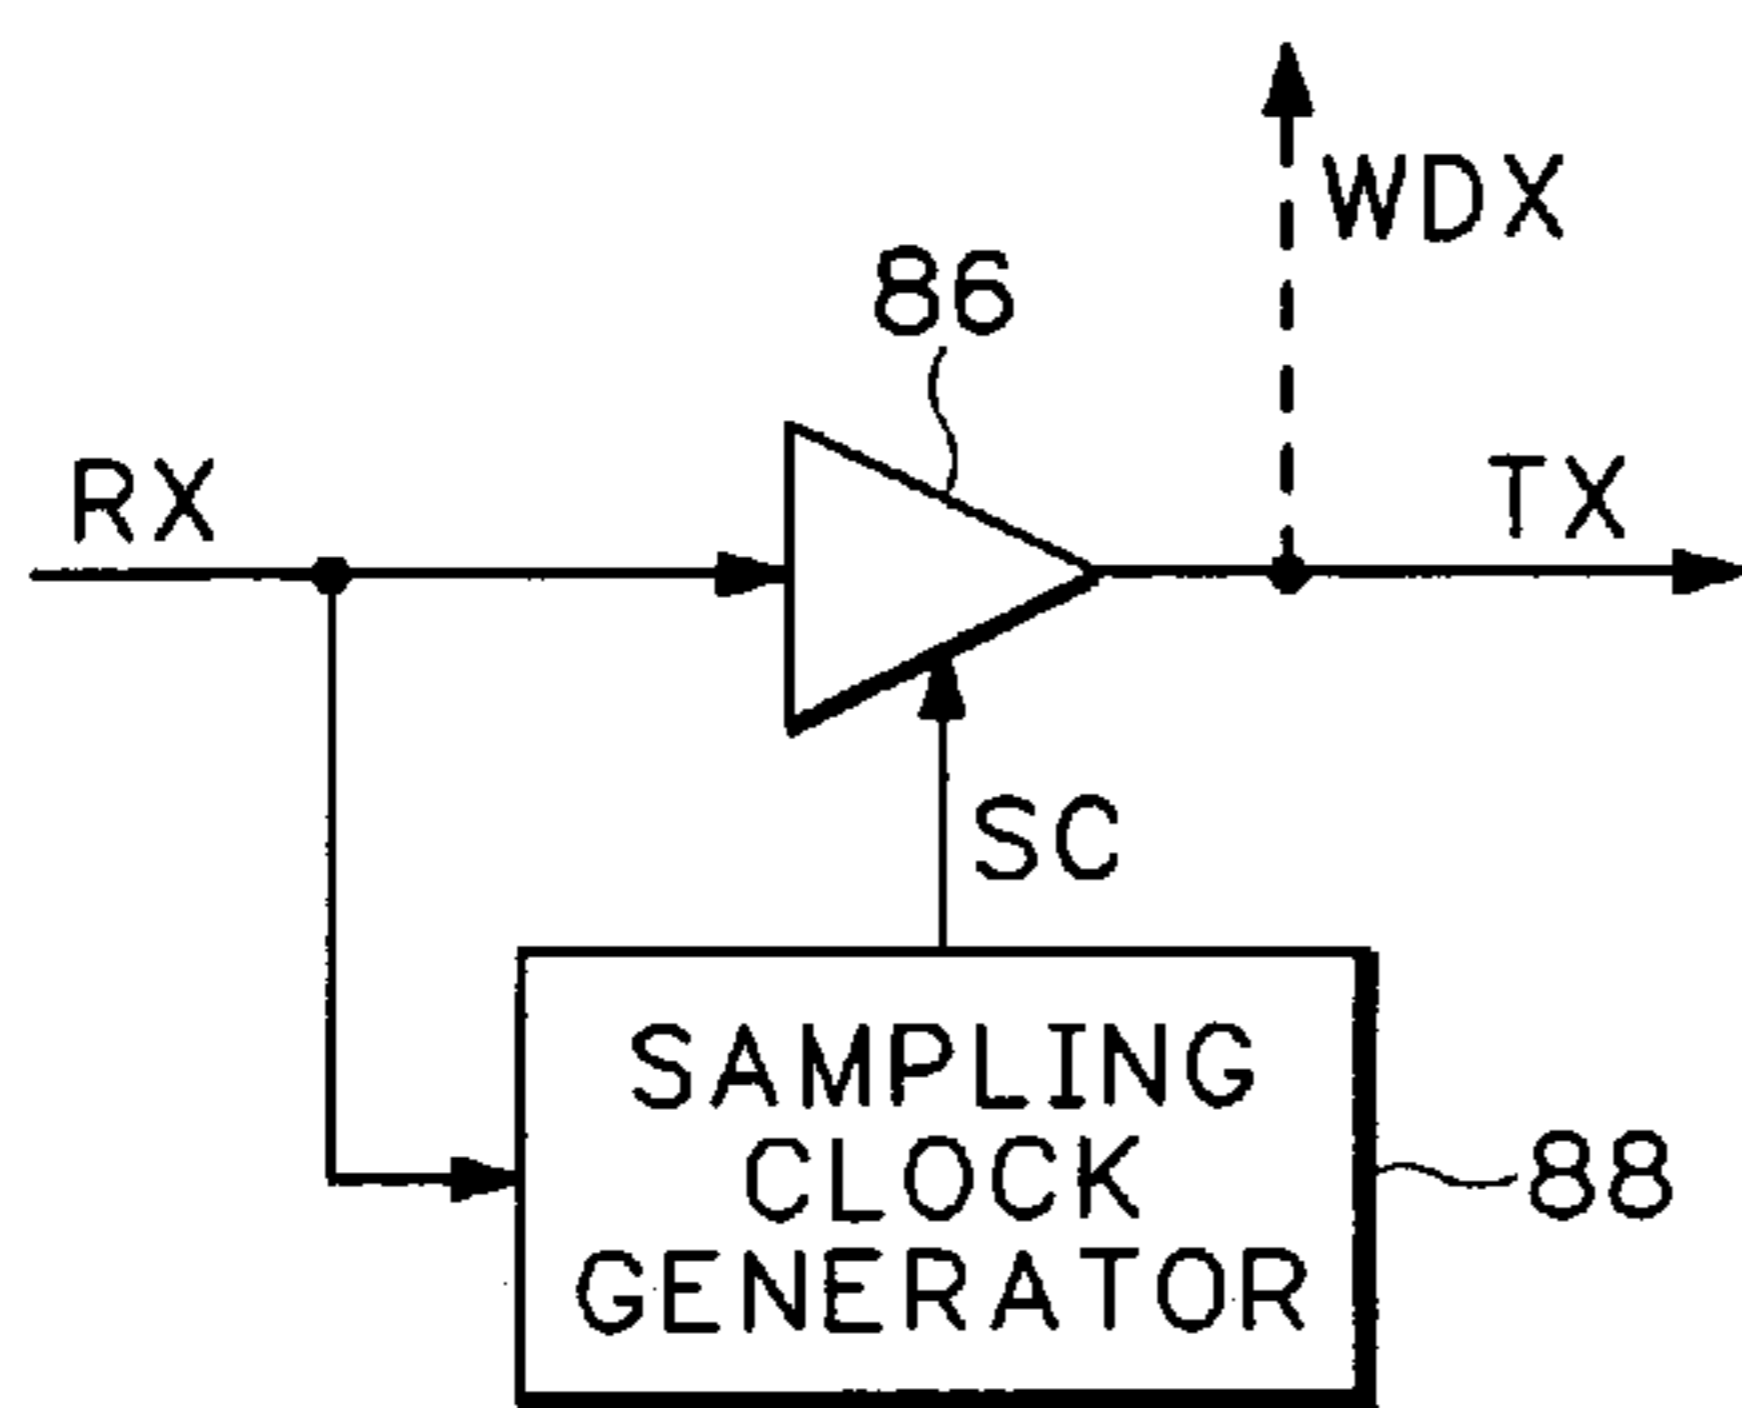 WDX
86
RX
TX
SC
SAMPLING
CLOCK
GENERATOR
88